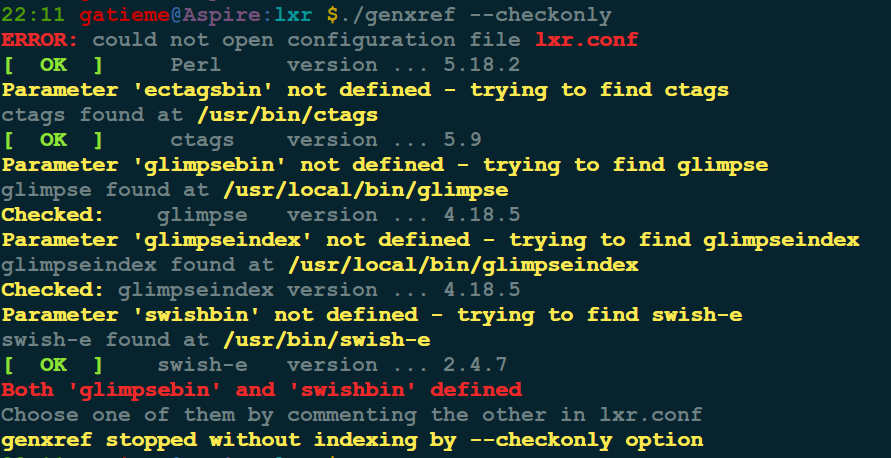 22:11 gatieme@Aspire:lxr $./genxref --checkonly
ERROR: could not open configuration file lxr.conf
[  OK  ]     Perl     version ... 5.18.2
Parameter 'ectagsbin' not defined - trying to find ctags
ctags found at /usr/bin/ctags
[  OK  ]     ctags    version ... 5.9
Parameter 'glimpsebin' not defined - trying to find glimpse
glimpse found at /usr/local/bin/glimpse
Checked:    glimpse   version ... 4.18.5
Parameter 'glimpseindex' not defined - trying to find glimpseindex
glimpseindex found at /usr/local/bin/glimpseindex
Checked: glimpseindex version ... 4.18.5
Parameter 'swishbin' not defined - trying to find swish-e
swish-e found at /usr/bin/swish-e
[  OK  ]    swish-e   version ... 2.4.7
Both 'glimpsebin' and 'swishbin' defined
Choose one of them by commenting the other in lxr.conf
genxref stopped without indexing by --checkonly option